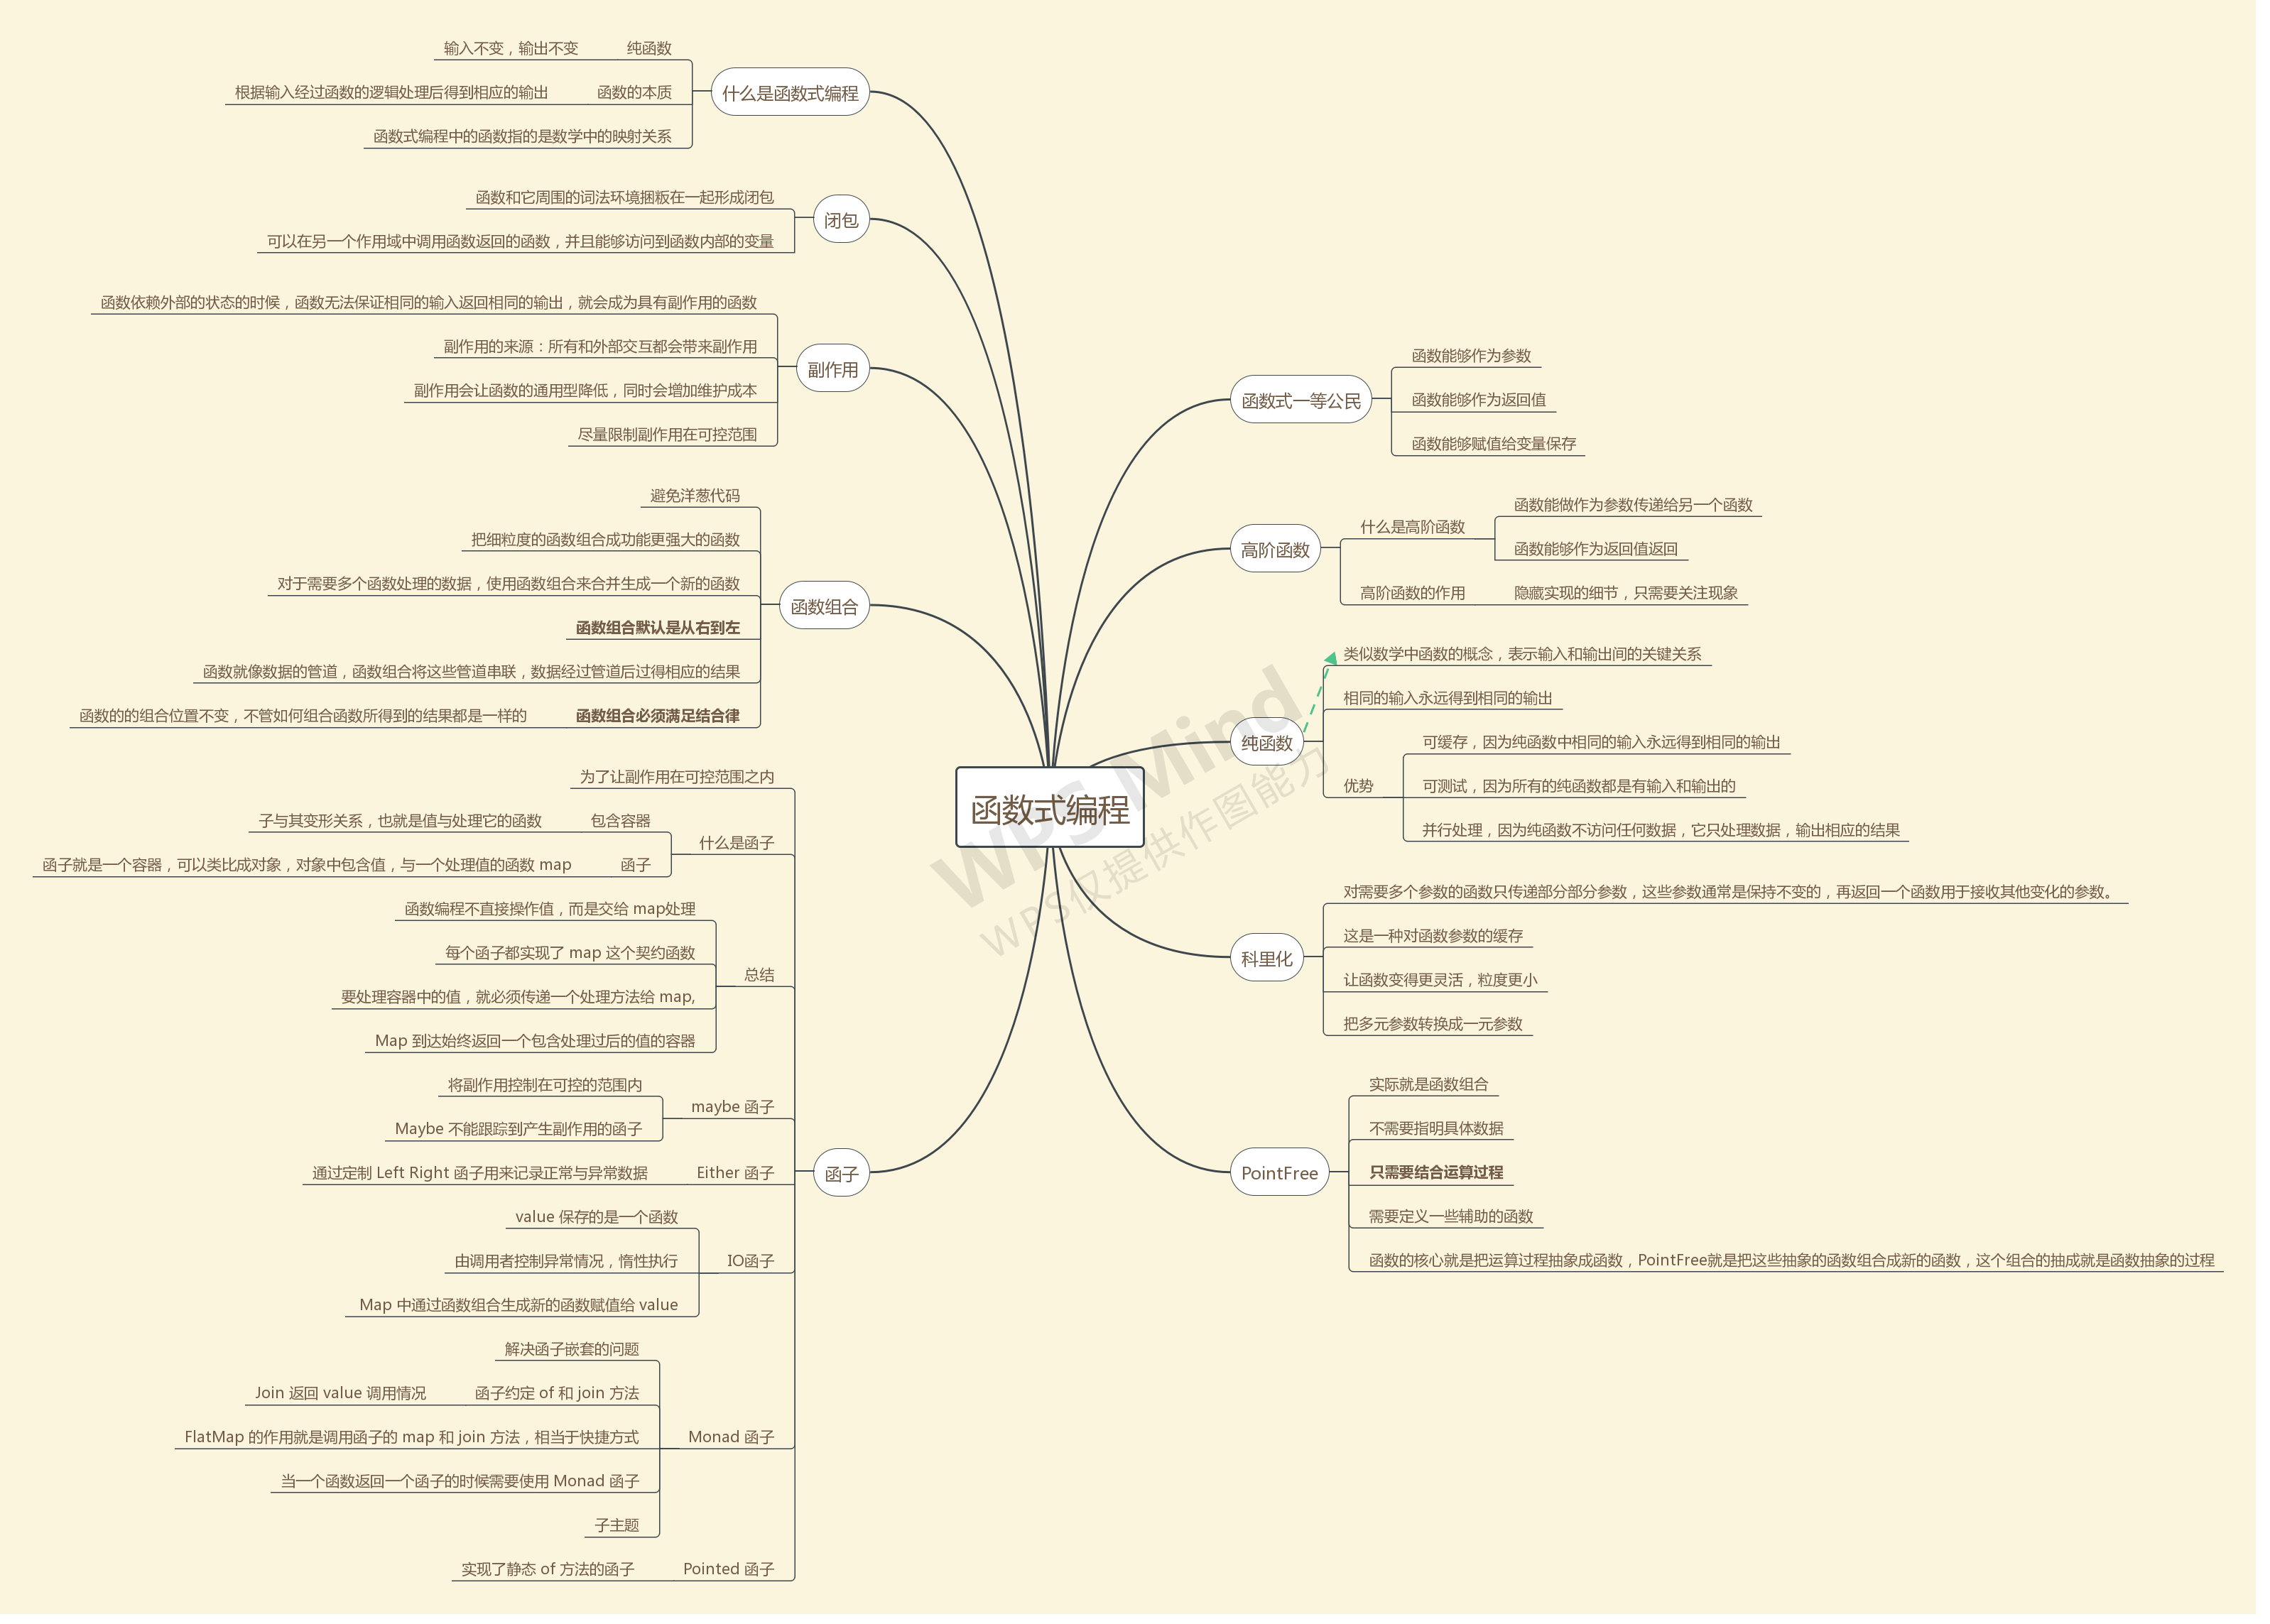 函数式编程
什么是函数式编程
纯函数
输入不变，输出不变
函数的本质
根据输入经过函数的逻辑处理后得到相应的输出
函数式编程中的函数指的是数学中的映射关系
闭包
函数和它周围的词法环境捆粄在一起形成闭包
可以在另一个作用域中调用函数返回的函数，并且能够访问到函数内部的变量
副作用
函数依赖外部的状态的时候，函数无法保证相同的输入返回相同的输出，就会成为具有副作用的函数
副作用的来源：所有和外部交互都会带来副作用
副作用会让函数的通用型降低，同时会增加维护成本
尽量限制副作用在可控范围
函数组合
避免洋葱代码
把细粒度的函数组合成功能更强大的函数
对于需要多个函数处理的数据，使用函数组合来合并生成一个新的函数
函数组合默认是从右到左
函数就像数据的管道，函数组合将这些管道串联，数据经过管道后过得相应的结果
函数组合必须满足结合律
函数的的组合位置不变，不管如何组合函数所得到的结果都是一样的
函子
为了让副作用在可控范围之内
什么是函子
包含容器
子与其变形关系，也就是值与处理它的函数
函子
函子就是一个容器，可以类比成对象，对象中包含值，与一个处理值的函数 map
总结
函数编程不直接操作值，而是交给 map处理
每个函子都实现了 map 这个契约函数
要处理容器中的值，就必须传递一个处理方法给 map,
Map 到达始终返回一个包含处理过后的值的容器
maybe 函子
将副作用控制在可控的范围内
Maybe 不能跟踪到产生副作用的函子
Either 函子
通过定制 Left Right 函子用来记录正常与异常数据
IO函子
value 保存的是一个函数
由调用者控制异常情况，惰性执行
Map 中通过函数组合生成新的函数赋值给 value
Monad 函子
解决函子嵌套的问题
函子约定 of 和 join 方法
Join 返回 value 调用情况
FlatMap 的作用就是调用函子的 map 和 join 方法，相当于快捷方式
当一个函数返回一个函子的时候需要使用 Monad 函子
子主题
Pointed 函子
实现了静态 of 方法的函子
函数式一等公民
函数能够作为参数
函数能够作为返回值
函数能够赋值给变量保存
高阶函数
什么是高阶函数
函数能做作为参数传递给另一个函数
函数能够作为返回值返回
高阶函数的作用
隐藏实现的细节，只需要关注现象
纯函数
类似数学中函数的概念，表示输入和输出间的关键关系
相同的输入永远得到相同的输出
优势
可缓存，因为纯函数中相同的输入永远得到相同的输出
可测试，因为所有的纯函数都是有输入和输出的
并行处理，因为纯函数不访问任何数据，它只处理数据，输出相应的结果
科里化
对需要多个参数的函数只传递部分部分参数，这些参数通常是保持不变的，再返回一个函数用于接收其他变化的参数。
这是一种对函数参数的缓存
让函数变得更灵活，粒度更小
把多元参数转换成一元参数
PointFree
实际就是函数组合
不需要指明具体数据
只需要结合运算过程
需要定义一些辅助的函数
函数的核心就是把运算过程抽象成函数，PointFree就是把这些抽象的函数组合成新的函数，这个组合的抽成就是函数抽象的过程
WPS Mind
WPS仅提供作图能力